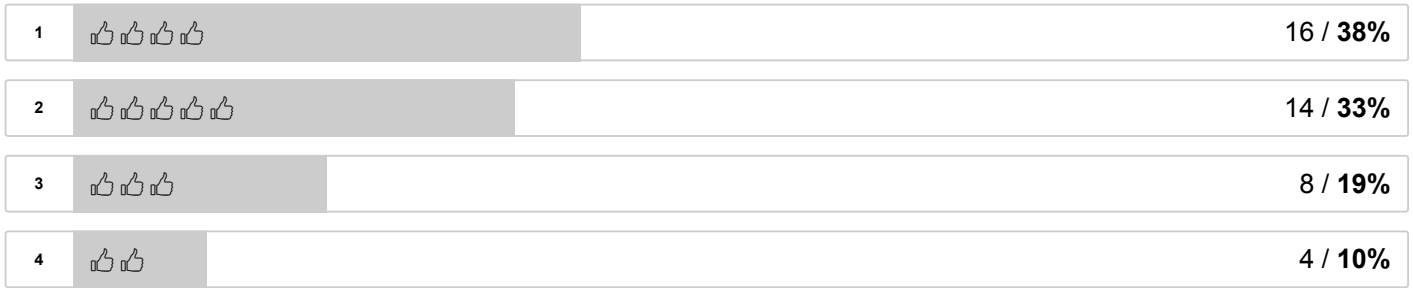 1 👍👍👍👍 16 / 38%
2 👍👍👍👍👍 14 / 33%
3 👍👍👍 8 / 19%
4 👍👍 4 / 10%